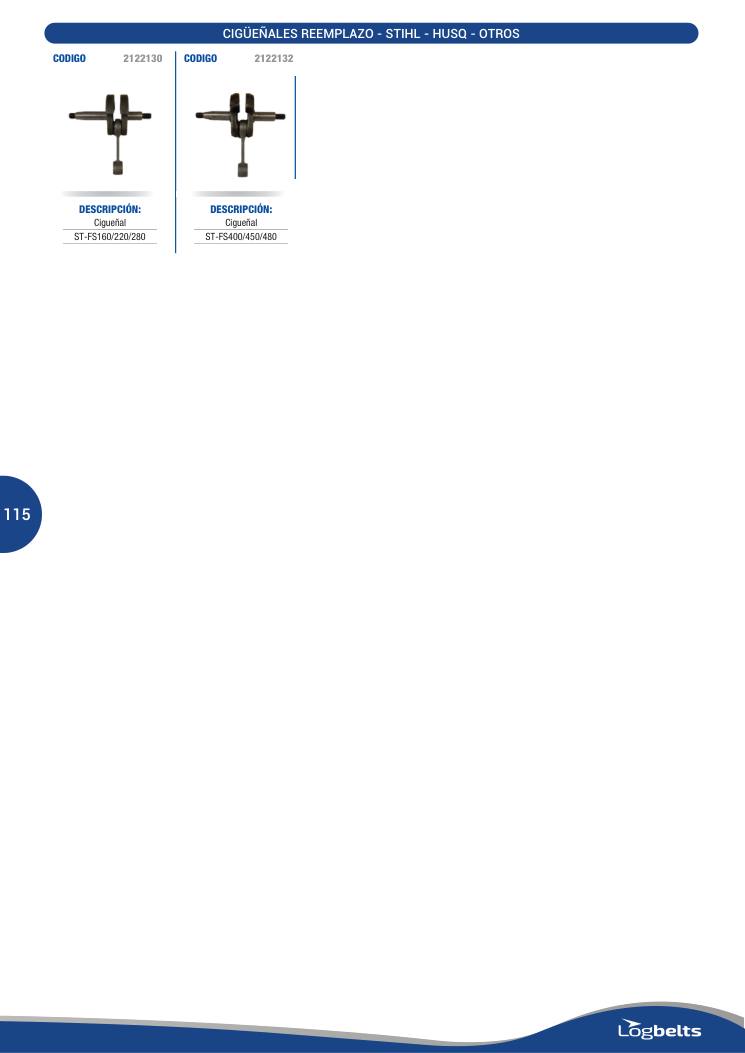 CIGÜEÑALES REEMPLAZO - STIHL - HUSQ - OTROS
CODIGO 2122130
DESCRIPCIÓN:
Cigueñal
ST-FS160/220/280
CODIGO 2122132
DESCRIPCIÓN:
Cigueñal
ST-FS400/450/480
115
Logbelts